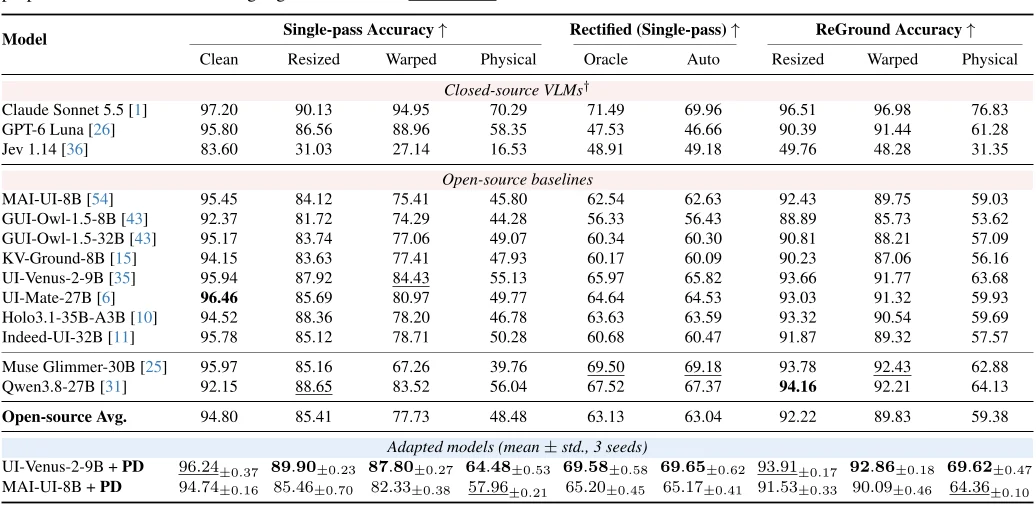 Model Single-pass Accuracy ↑ Rectified (Single-pass) ↑ ReGround Accuracy ↑
Clean Resized Warped Physical Oracle Auto Resized Warped Physical
Closed-source VLMs†
Claude Sonnet 5.5 [1] 97.20 90.13 94.95 70.29 71.49 69.96 96.51 96.98 76.83
GPT-6 Luna [26] 95.80 86.56 88.96 58.35 47.53 46.66 90.39 91.44 61.28
Jev 1.14 [36] 83.60 31.03 27.14 16.53 48.91 49.18 49.76 48.28 31.35
Open-source baselines
MAI-UI-8B [54] 95.45 84.12 75.41 45.80 62.54 62.63 92.43 89.75 59.03
GUI-Owl-1.5-8B [43] 92.37 81.72 74.29 44.28 56.33 56.43 88.89 85.73 53.62
GUI-Owl-1.5-32B [43] 95.17 83.74 77.06 49.07 60.34 60.30 90.81 88.21 57.09
KV-Ground-8B [15] 94.15 83.63 77.41 47.93 60.17 60.09 90.23 87.06 56.16
UI-Venus-2-9B [35] 95.94 87.92 84.43 55.13 65.97 65.82 93.66 91.77 63.68
UI-Mate-27B [6] 96.46 85.69 80.97 49.77 64.64 64.53 93.03 91.32 59.93
Holo3.1-35B-A3B [10] 94.52 88.36 78.20 46.78 63.63 63.59 93.32 90.54 59.69
Indeed-UI-32B [11] 95.78 85.12 78.71 50.28 60.68 60.47 91.87 89.32 57.57
Muse Glimmer-30B [25] 95.97 85.16 67.26 39.76 69.50 69.18 93.78 92.43 62.88
Qwen3.8-27B [31] 92.15 88.65 83.52 56.04 67.52 67.37 94.16 92.21 64.13
Open-source Avg. 94.80 85.41 77.73 48.48 63.13 63.04 92.22 89.83 59.38
Adapted models (mean ± std., 3 seeds)
UI-Venus-2-9B + PD 96.24±0.37 89.90±0.23 87.80±0.27 64.48±0.53 69.58±0.58 69.65±0.62 93.91±0.17 92.86±0.18 69.62±0.47
MAI-UI-8B + PD 94.74±0.16 85.46±0.70 82.33±0.38 57.96±0.21 65.20±0.45 65.17±0.41 91.53±0.33 90.09±0.46 64.36±0.10